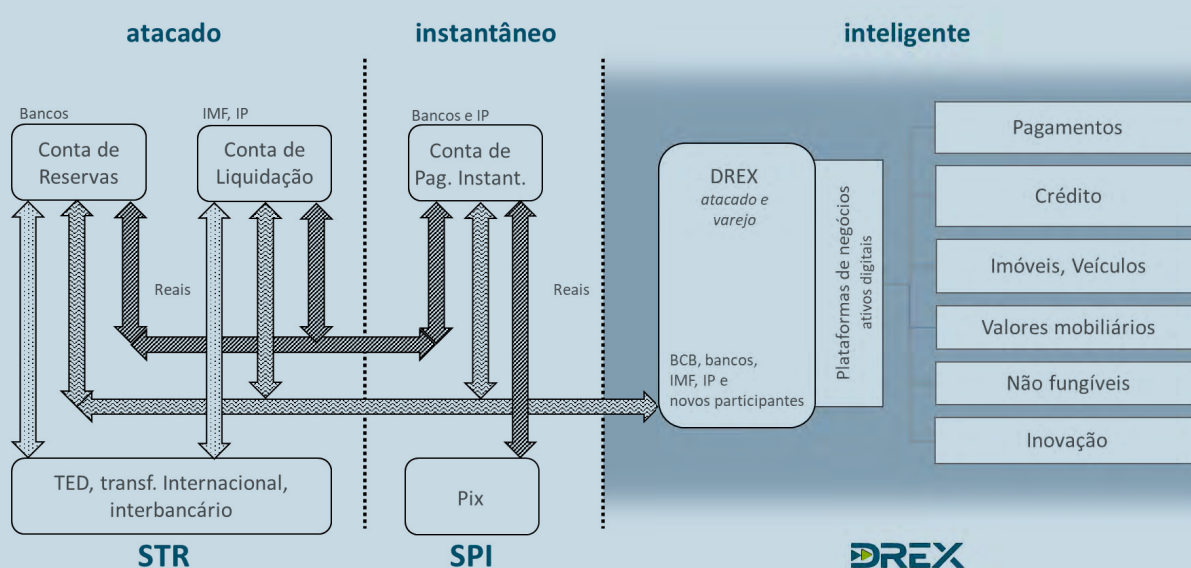 atacado
instantâneo
inteligente
Bancos
Conta de
Reservas
IMF, IP
Conta de
Liquidação
Bancos e IP
Conta de
Pag. Instant.
Reais
Reais
TED, transf. Internacional,
interbancário
Pix
DREX
atacado e
varejo
BCB, bancos,
IMF, IP e
novos participantes
Plataformas de negócios
ativos digitais
Pagamentos
Crédito
Imóveis, Veículos
Valores mobiliários
Não fungíveis
Inovação
STR
SPI
DREX